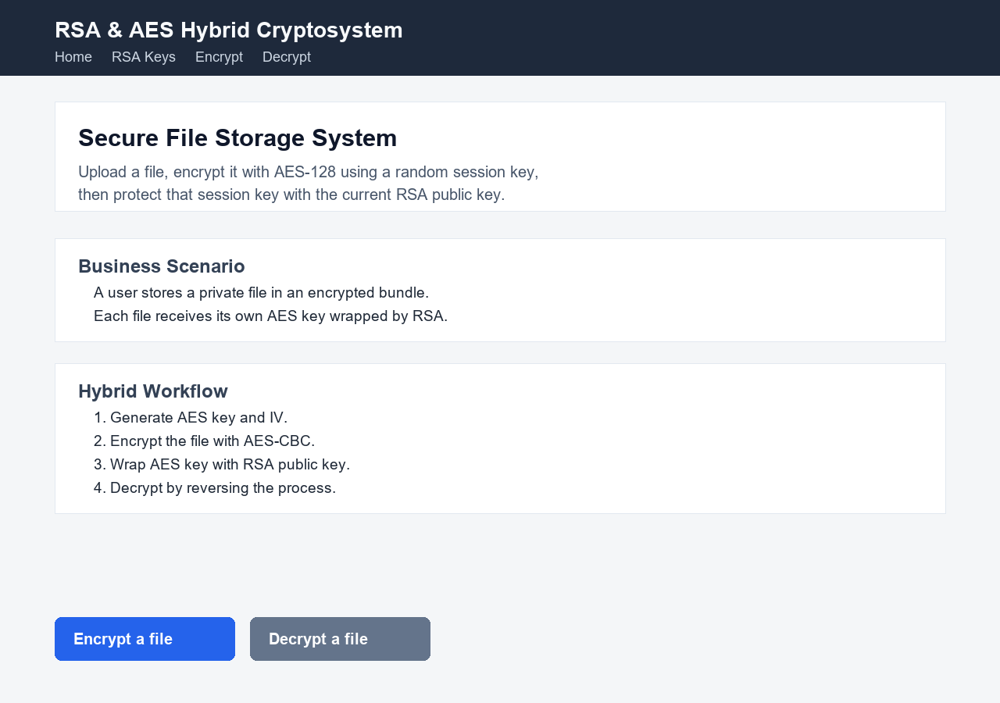 RSA & AES Hybrid Cryptosystem
Home RSA Keys Encrypt Decrypt
Secure File Storage System
Upload a file, encrypt it with AES-128 using a random session key,
then protect that session key with the current RSA public key.
Business Scenario
A user stores a private file in an encrypted bundle.
Each file receives its own AES key wrapped by RSA.
Hybrid Workflow
1. Generate AES key and IV.
2. Encrypt the file with AES-CBC.
3. Wrap AES key with RSA public key.
4. Decrypt by reversing the process.
Encrypt a file Decrypt a file